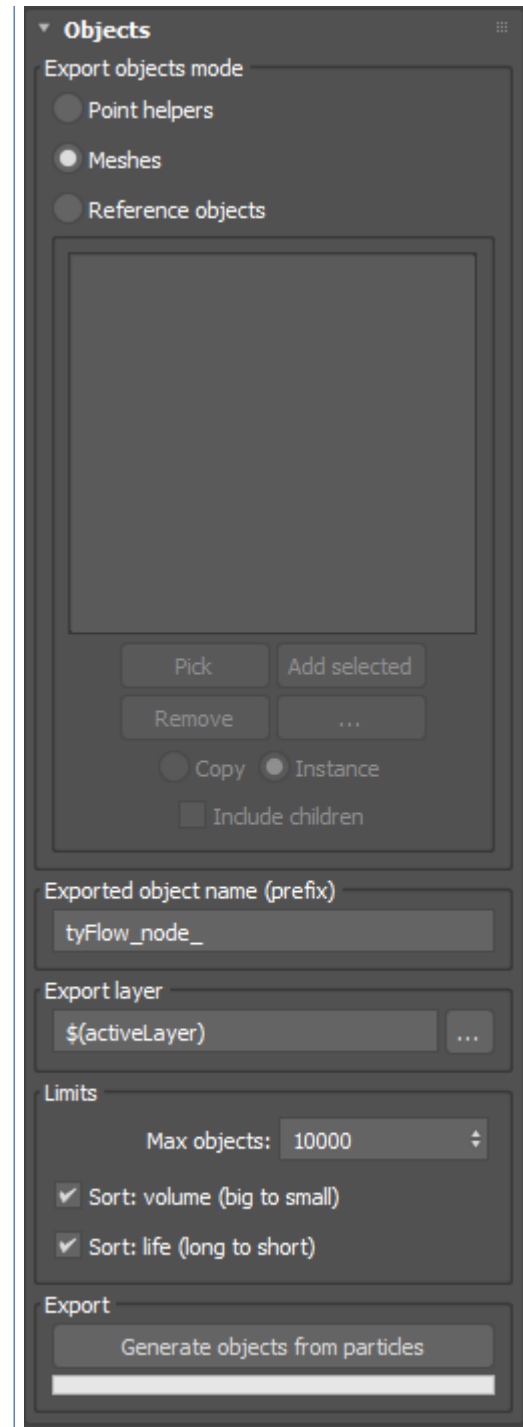 Objects
Export objects mode
Point helpers
Meshes
Reference objects
Pick Add selected
Remove ...
Copy Instance
Include children
Exported object name (prefix)
tyFlow_node_
Export layer
$(activeLayer) ...
Limits
Max objects: 10000
Sort: volume (big to small)
Sort: life (long to short)
Export
Generate objects from particles